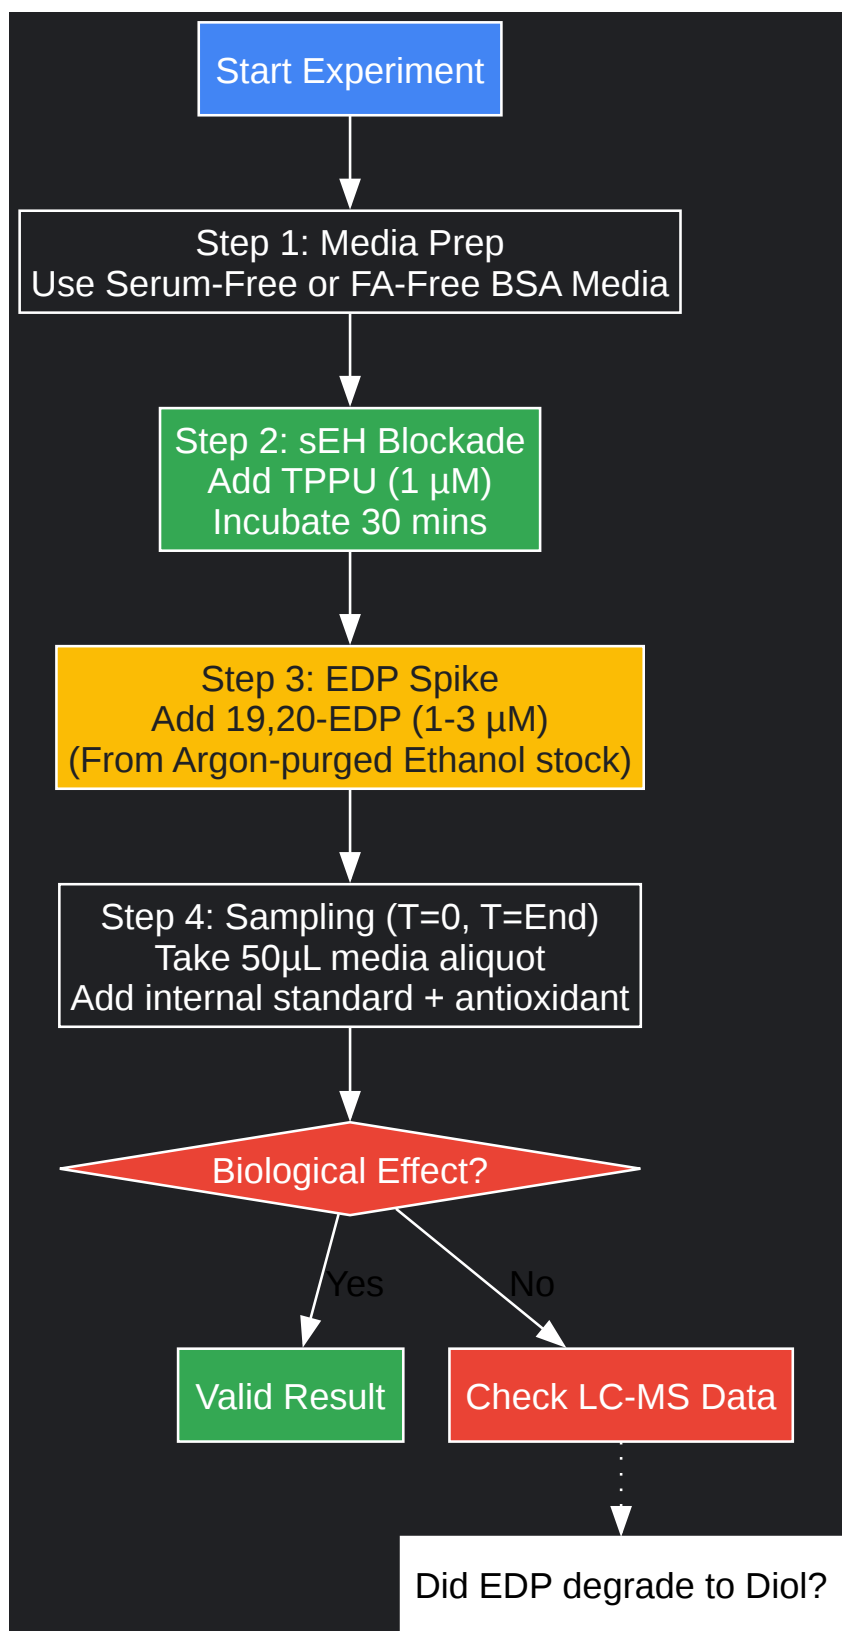 Start Experiment
Step 1: Media Prep
Use Serum-Free or FA-Free BSA Media
Step 2: sEH Blockade
Add TPPU (1 µM)
Incubate 30 mins
Step 3: EDP Spike
Add 19,20-EDP (1-3 µM)
(From Argon-purged Ethanol stock)
Step 4: Sampling (T=0, T=End)
Take 50µL media aliquot
Add internal standard + antioxidant
Biological Effect?
Yes
No
Valid Result
Check LC-MS Data
Did EDP degrade to Diol?